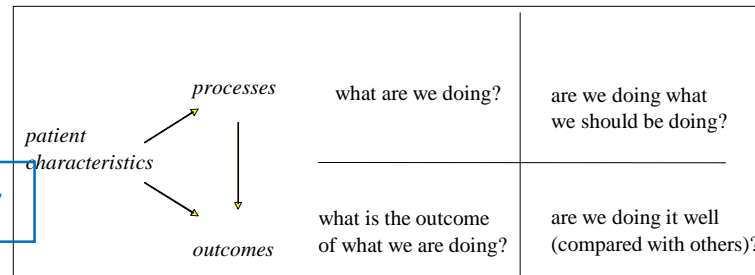 processes
what are we doing?
are we doing what
we should be doing?
patient
characteristics
what is the outcome
of what we are doing?
are we doing it well
(compared with others)?
outcomes